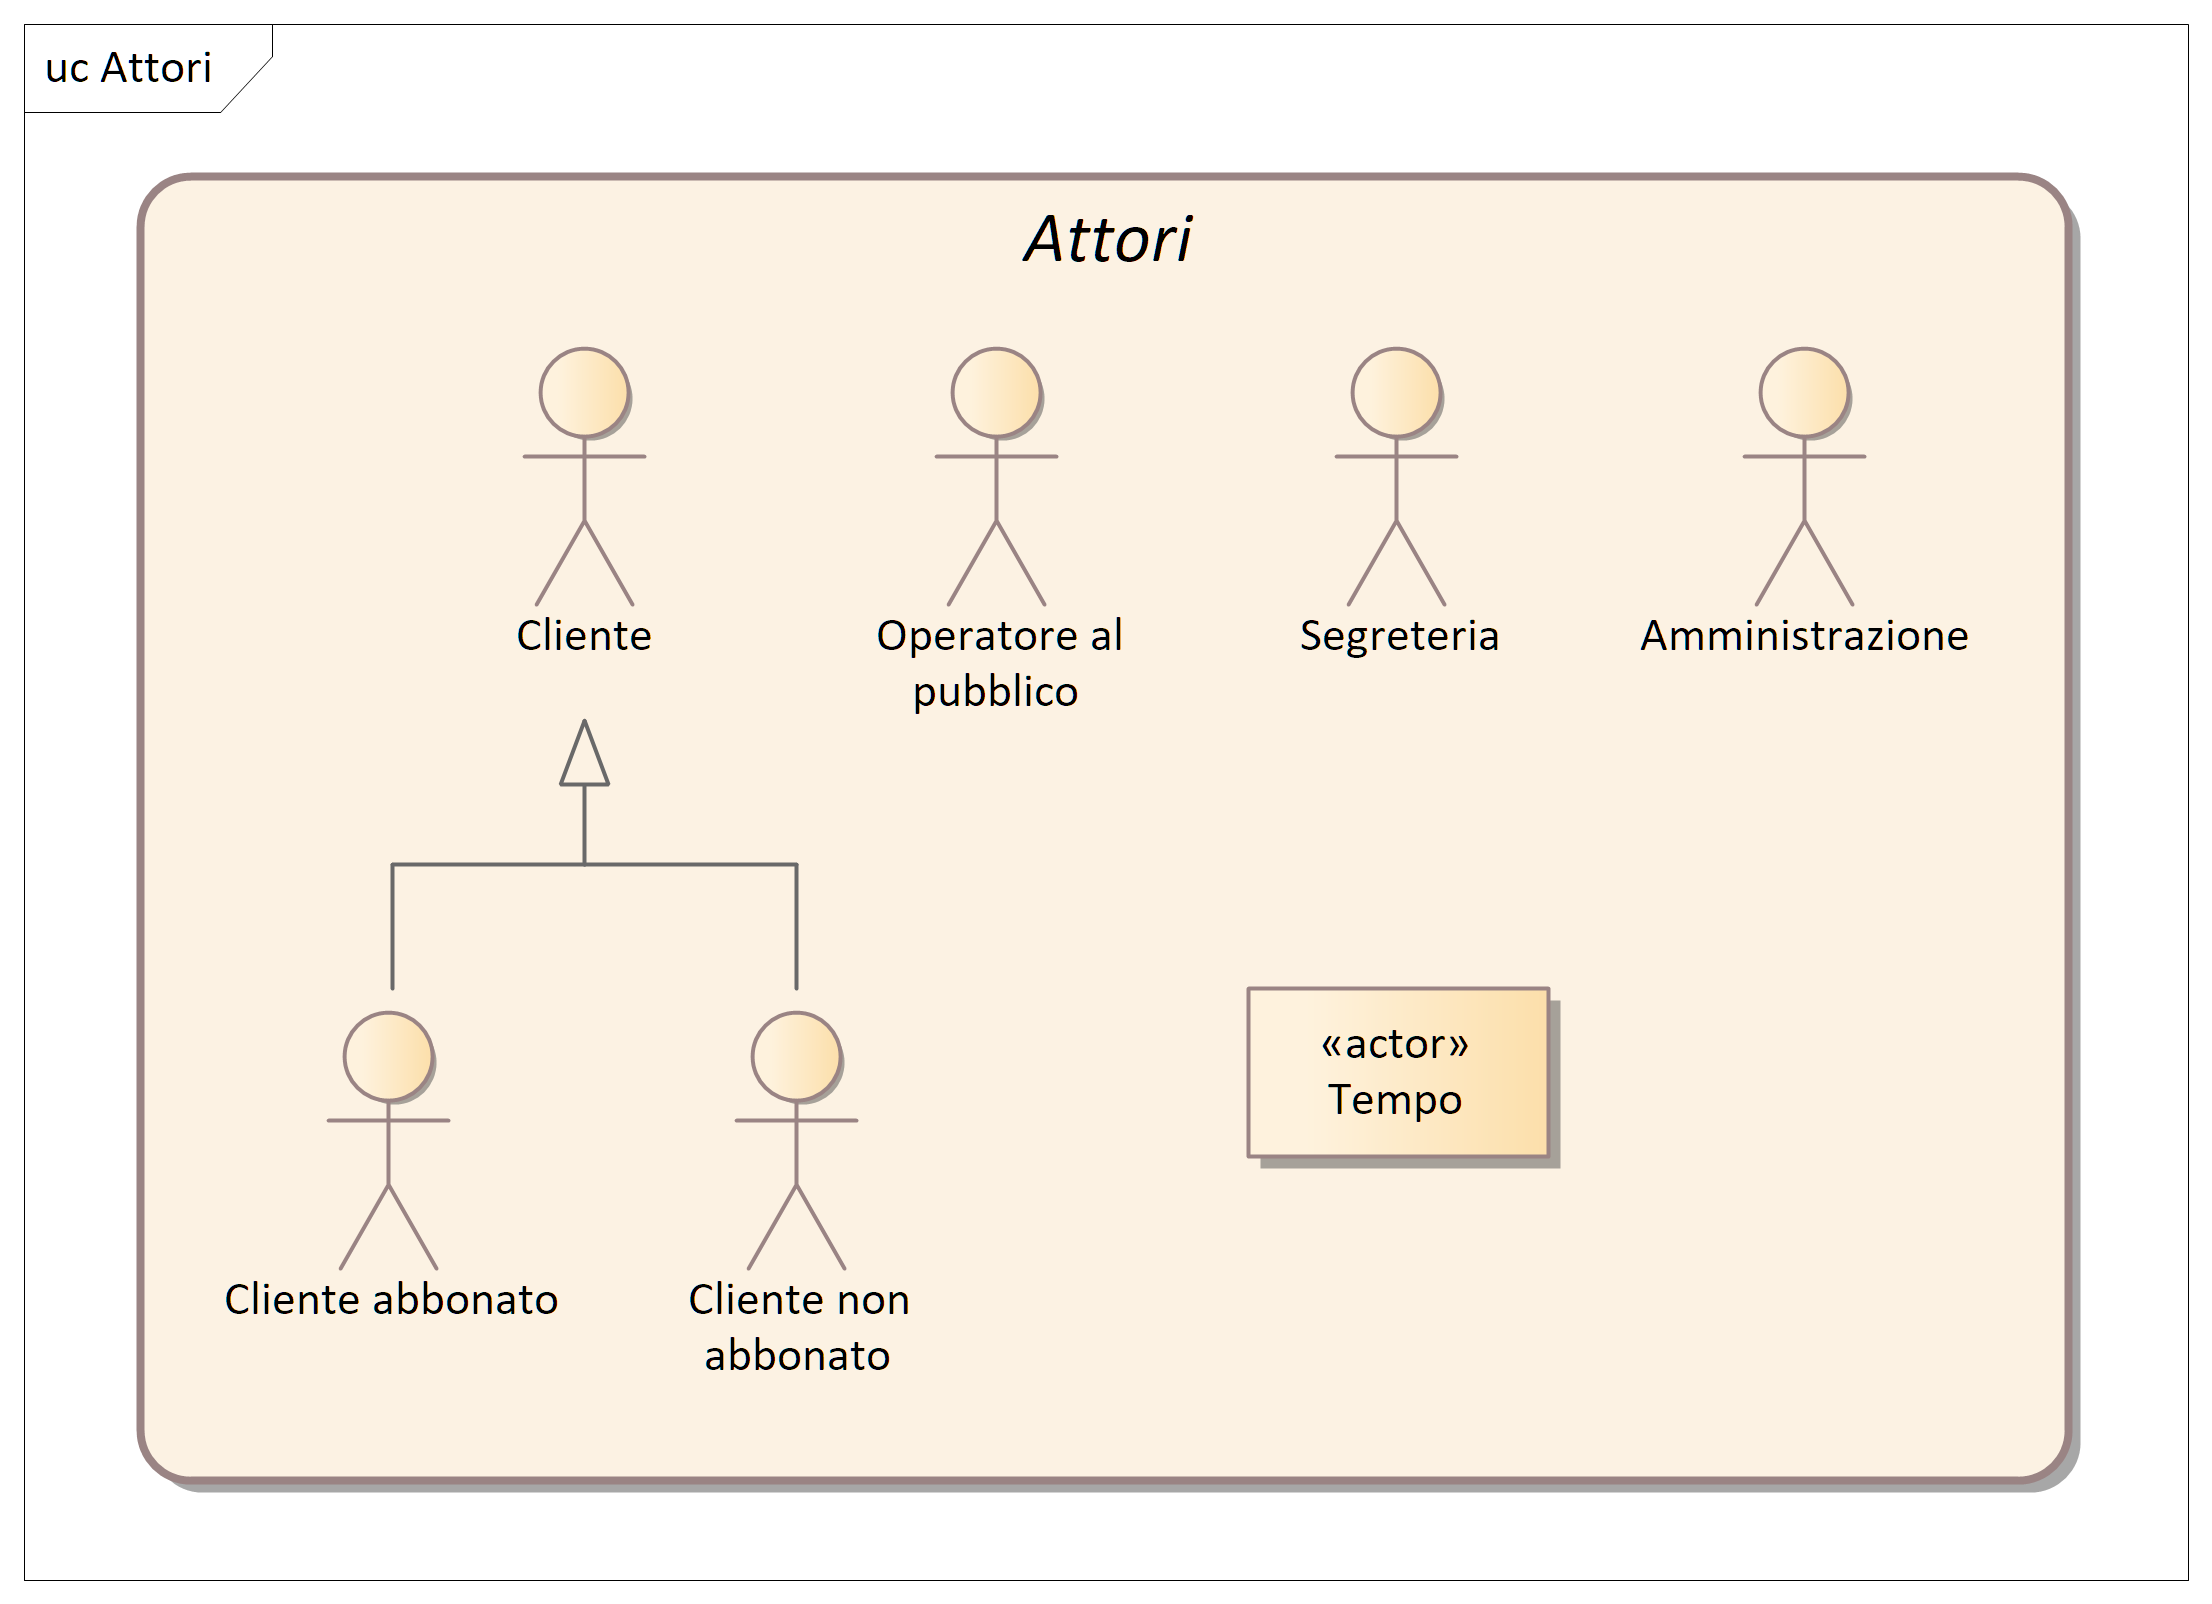 uc Attori
Attori
Cliente
Operatore al
pubblico
Segreteria
Amministrazione
«actor»
Tempo
Cliente abbonato
Cliente non
abbonato